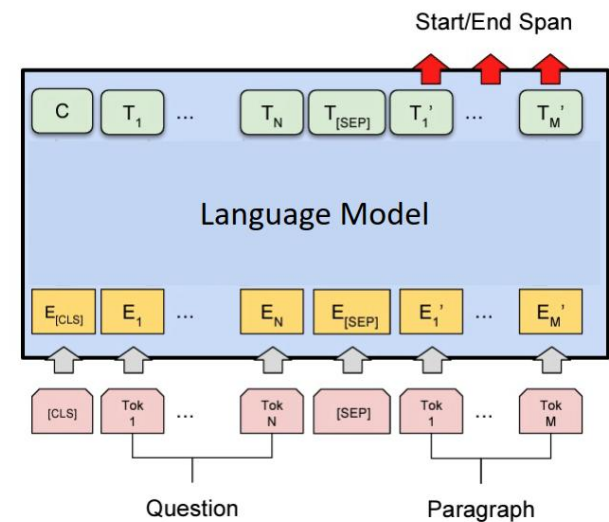 Start/End Span
C T1 ... TN T[SEP] T1' ... TM'
Language Model
E[CLS] E1 ... EN E[SEP] E1' ... EM'
[CLS] Tok 1 ... Tok N [SEP] Tok 1 ... Tok M
Question Paragraph